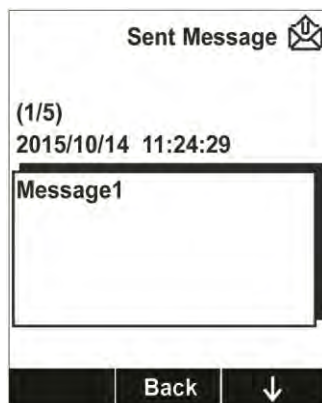 Sent Message
(1/5)
2015/10/14 11:24:29
Message1
Back ↓